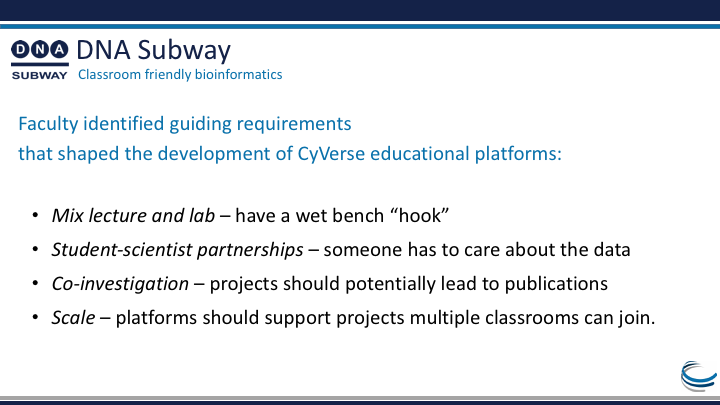 DNA DNA Subway
SUBWAY Classroom friendly bioinformatics
Faculty identified guiding requirements
that shaped the development of CyVerse educational platforms:
• Mix lecture and lab – have a wet bench “hook”
• Student-scientist partnerships – someone has to care about the data
• Co-investigation – projects should potentially lead to publications
• Scale – platforms should support projects multiple classrooms can join.